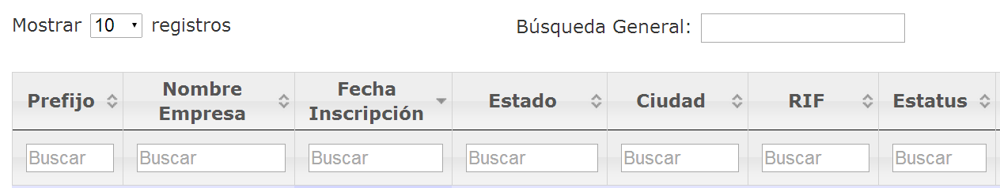 Mostrar 10 registros
Búsqueda General:
Prefijo
Nombre
Empresa
Fecha
Inscripción
Estado
Ciudad
RIF
Estatus
Buscar
Buscar
Buscar
Buscar
Buscar
Buscar
Buscar